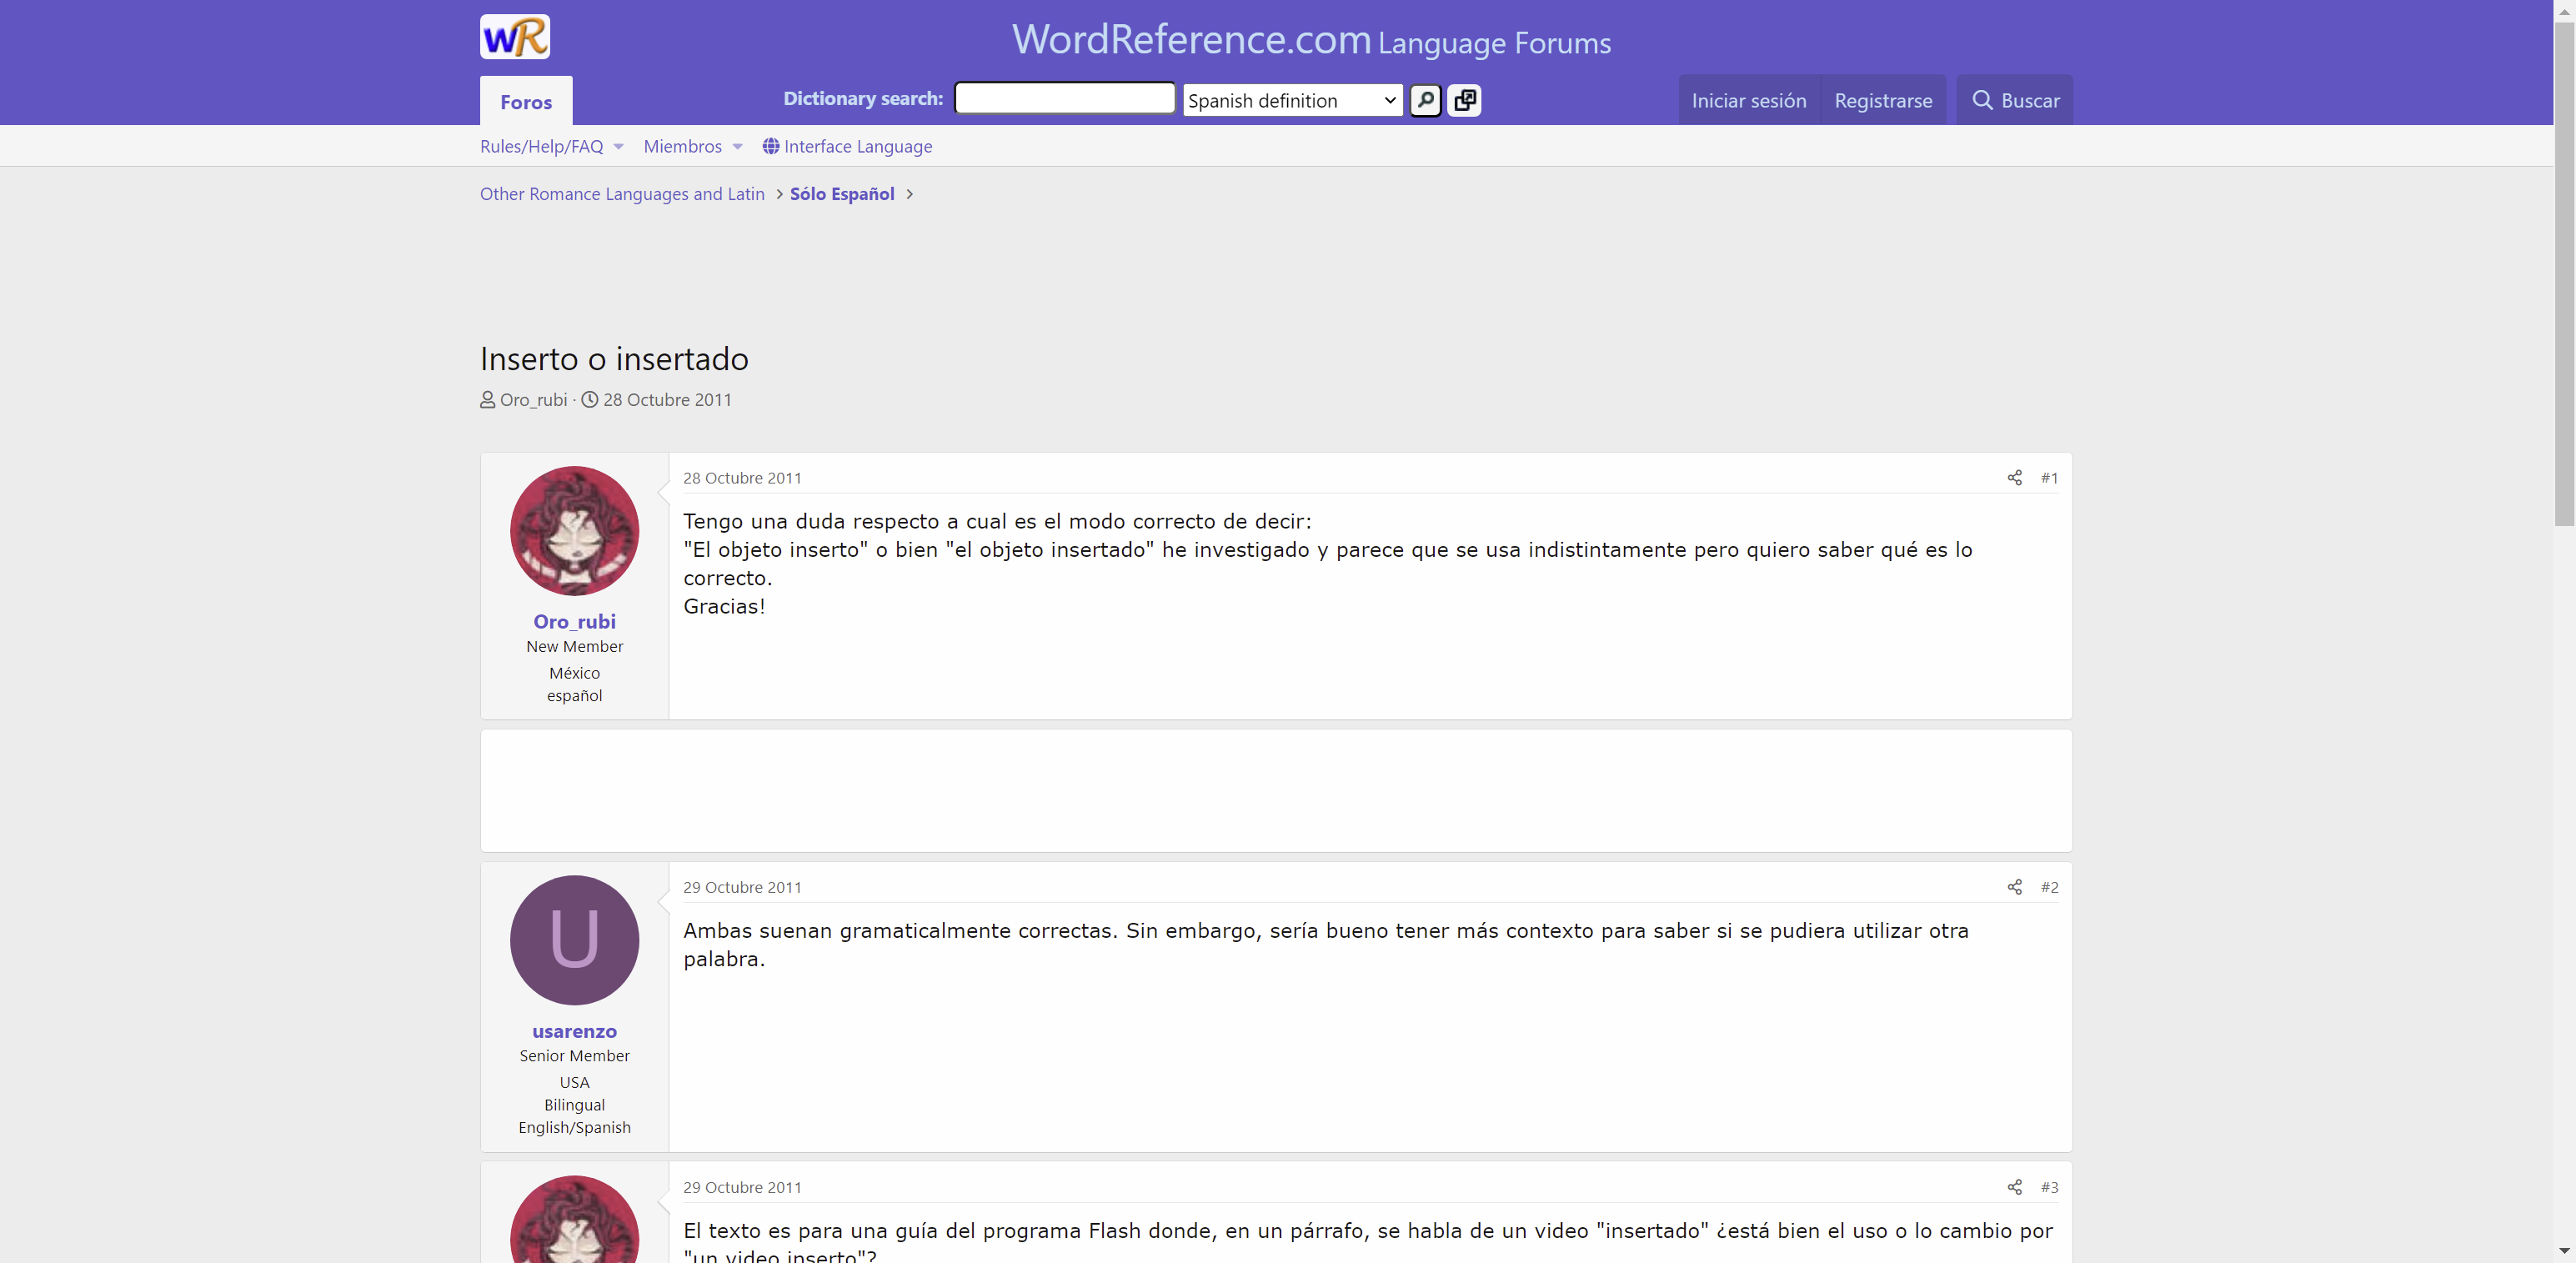 WR
WordReference.com Language Forums
Foros
Dictionary search:
Spanish definition
Iniciar sesión
Registrarse
Buscar
Rules/Help/FAQ
Miembros
Interface Language
Other Romance Languages and Latin
Sólo Español
Inserto o insertado
Oro_rubi · 28 Octubre 2011
28 Octubre 2011
#1
Tengo una duda respecto a cual es el modo correcto de decir:
"El objeto inserto" o bien "el objeto insertado" he investigado y parece que se usa indistintamente pero quiero saber qué es lo
correcto.
Gracias!
Oro_rubi
New Member
México
español
29 Octubre 2011
#2
Ambas suenan gramaticalmente correctas. Sin embargo, sería bueno tener más contexto para saber si se pudiera utilizar otra
palabra.
U
usarenzo
Senior Member
USA
Bilingual
English/Spanish
29 Octubre 2011
#3
El texto es para una guía del programa Flash donde, en un párrafo, se habla de un video "insertado" ¿está bien el uso o lo cambio por
"un video inserto"?